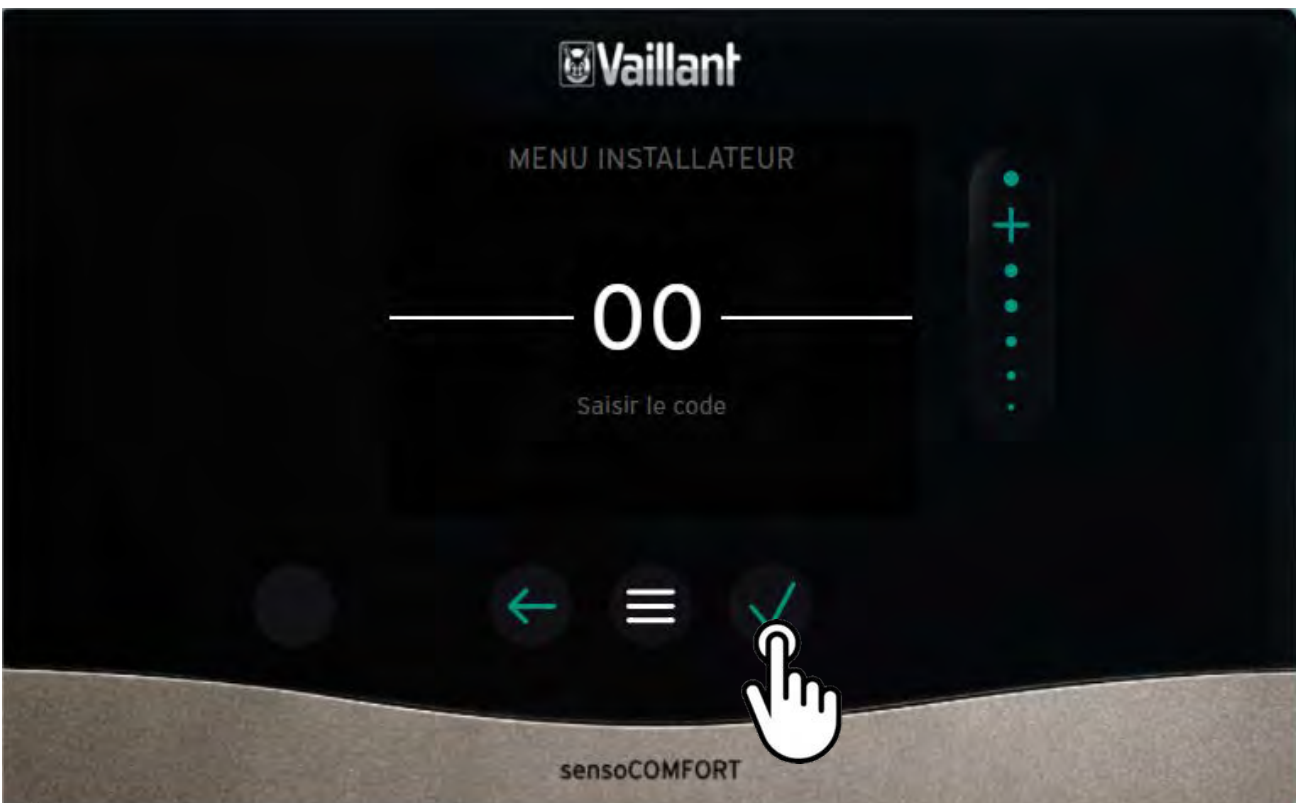 Vaillant
MENU INSTALLATEUR
00
Saisir le code
sensoCOMFORT